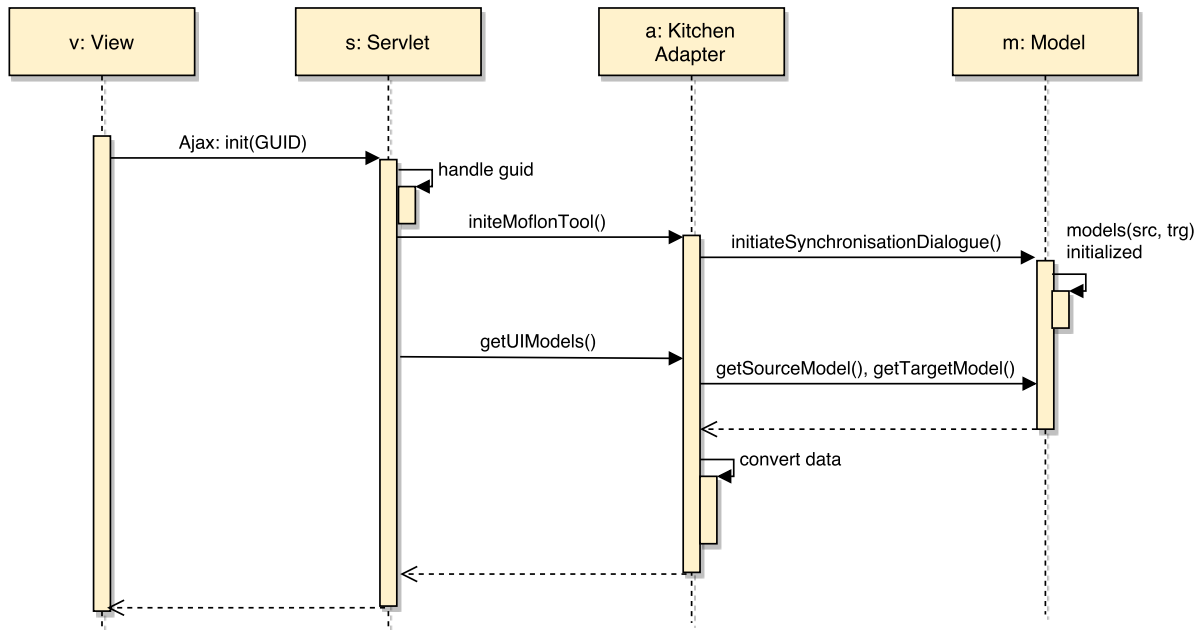 v: View
s: Servlet
a: Kitchen
Adapter
m: Model
Ajax: init(GUID)
handle guid
initeMoflonTool()
initiateSynchronisationDialogue()
models(src, trg)
initialized
getUIModels()
getSourceModel(), getTargetModel()
convert data